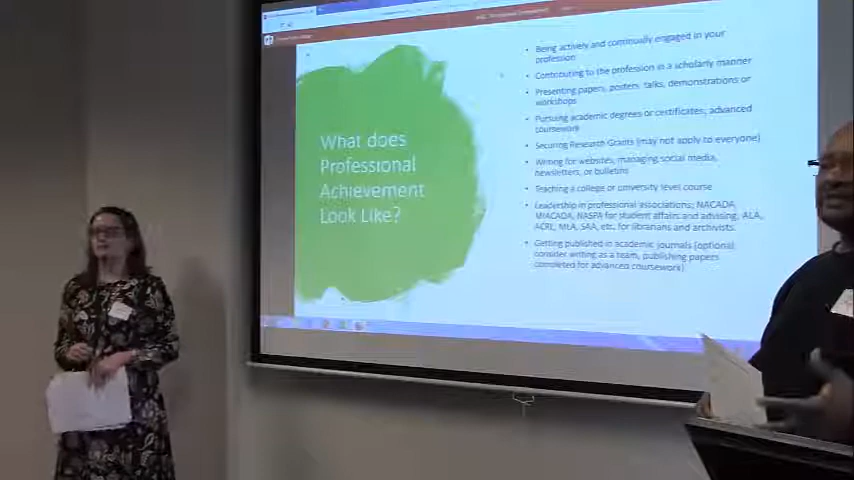 What does
Professional
Achievement
Look Like?
• Being actively and continually engaged in your
profession
• Contributing to the profession in a scholarly manner
• Presenting papers, posters, talks, demonstrations or
workshops
• Pursuing academic degrees or certificates, advanced
coursework
• Securing Research Grants (may not apply to everyone)
• Writing for websites, managing social media,
newsletters, or bulletins
• Teaching a college or university level course
• Leadership in professional associations; NACADA,
MIACADA, NASPA for student affairs and advising, ALA,
ACRL, MLA, SAA, etc, for librarians and archivists.
• Getting published in academic journals (optional
consider writing as a team, publishing papers
completed for advanced coursework)